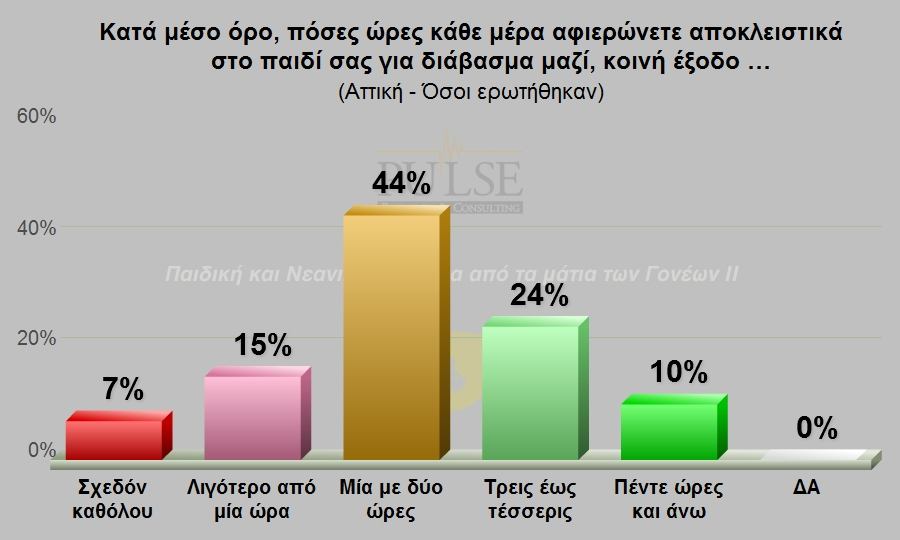 Κατά μέσο όρο, πόσες ώρες κάθε μέρα αφιερώνετε αποκλειστικά
στο παιδί σας για διάβασμα μαζί, κοινή έξοδο ...
(Αττική - Όσοι ερωτήθηκαν)
60%
PULSE
44%
Consulting
40%
Παιδική και από τα μάτια των Γονέων ΙΙ
24%
20%
15%
10%
7%
0%
0%
Σχεδόν καθόλου
Λιγότερο από μία ώρα
Μία με δύο ώρες
Τρεις έως τέσσερις
Πέντε ώρες και άνω
ΔΑ